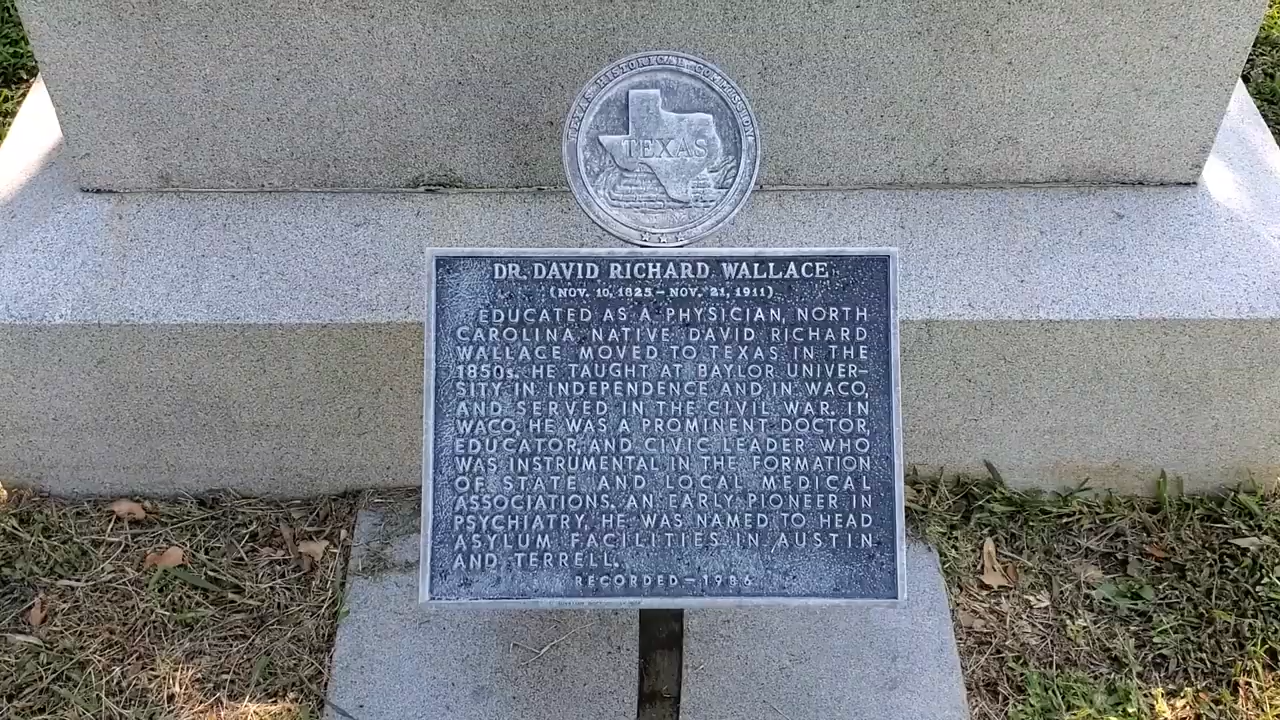 TEXAS HISTORICAL COMMISSION
TEXAS
DR. DAVID RICHARD WALLACE
(NOV. 10, 1825 – NOV. 21, 1911)
EDUCATED AS A PHYSICIAN, NORTH
CAROLINA NATIVE DAVID RICHARD
WALLACE MOVED TO TEXAS IN THE
1850s. HE TAUGHT AT BAYLOR UNIVER-
SITY IN INDEPENDENCE AND IN WACO,
AND SERVED IN THE CIVIL WAR. IN
WACO, HE WAS A PROMINENT DOCTOR,
EDUCATOR, AND CIVIC LEADER WHO
WAS INSTRUMENTAL IN THE FORMATION
OF STATE AND LOCAL MEDICAL
ASSOCIATIONS. AN EARLY PIONEER IN
PSYCHIATRY, HE WAS NAMED TO HEAD
ASYLUM FACILITIES IN AUSTIN
AND TERRELL.
RECORDED – 1986